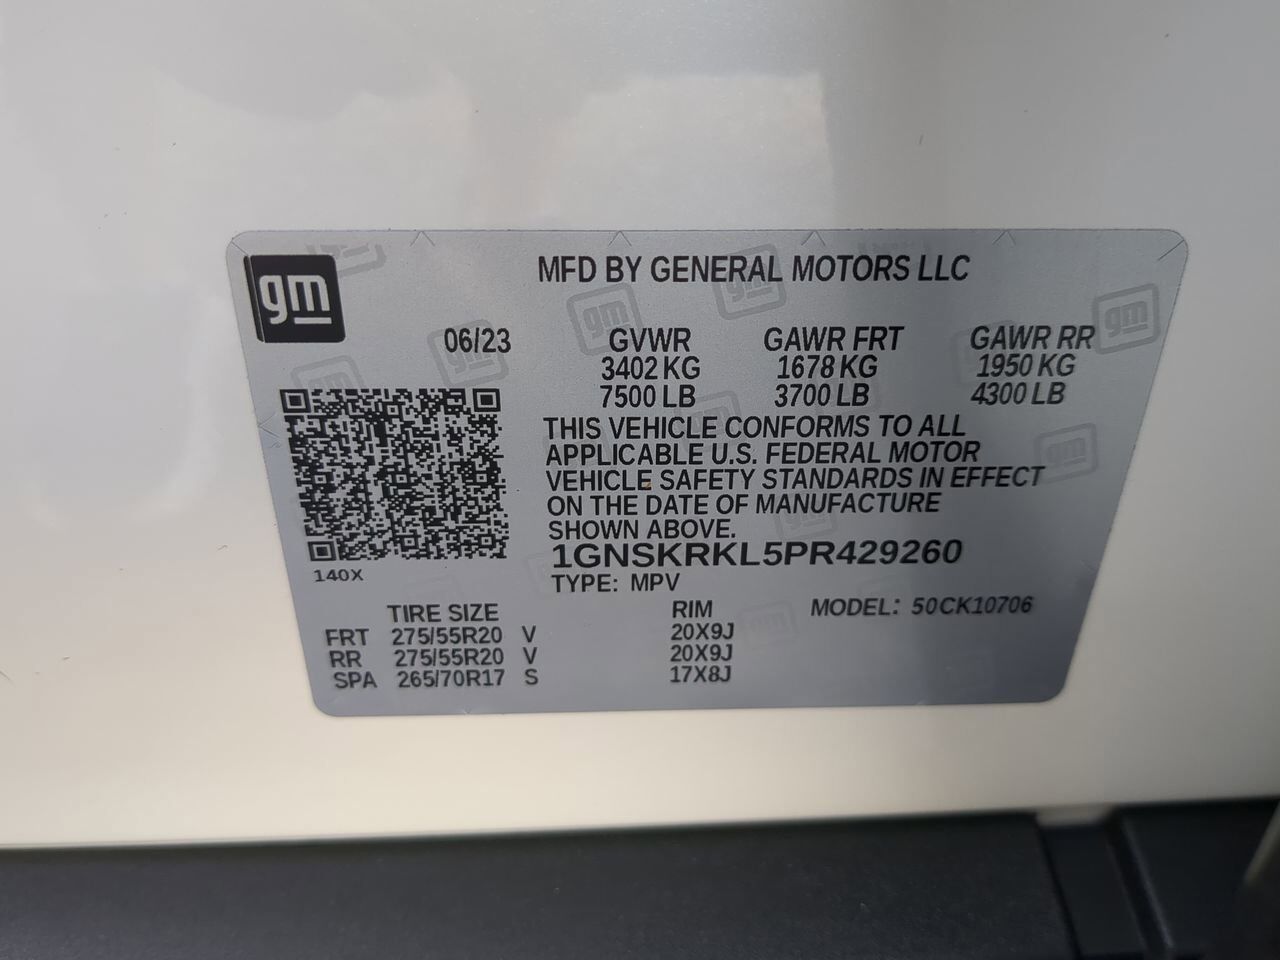 gm
MFD BY GENERAL MOTORS LLC
06/23 GVWR GAWR FRT GAWR RR
3402 KG 1678 KG 1950 KG
7500 LB 3700 LB 4300 LB
THIS VEHICLE CONFORMS TO ALL
APPLICABLE U.S. FEDERAL MOTOR
VEHICLE SAFETY STANDARDS IN EFFECT
ON THE DATE OF MANUFACTURE
SHOWN ABOVE.
1GNSKRKL5PR429260
140X
TYPE: MPV
TIRE SIZE RIM MODEL: 50CK10706
FRT 275/55R20 V 20X9J
RR 275/55R20 V 20X9J
SPA 265/70R17 S 17X8J